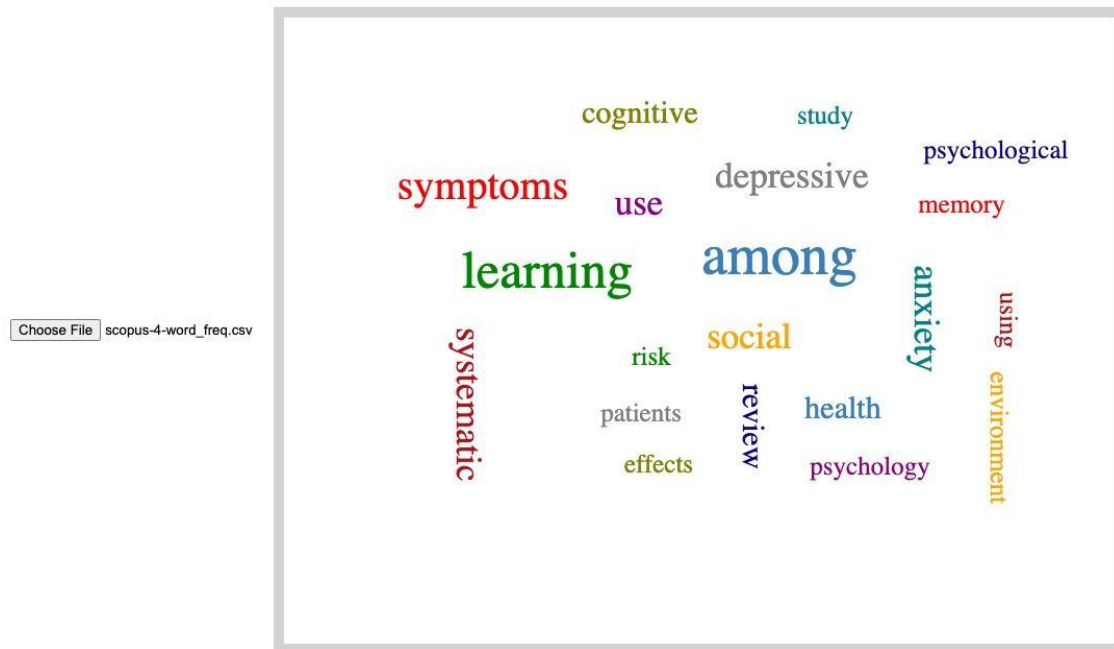 cognitive
study
psychological
symptoms
depressive
use
memory
learning
among
anxiety
using
Choose File scopus-4-word_freq.csv
systematic
social
risk
review
environment
patients
health
effects
psychology